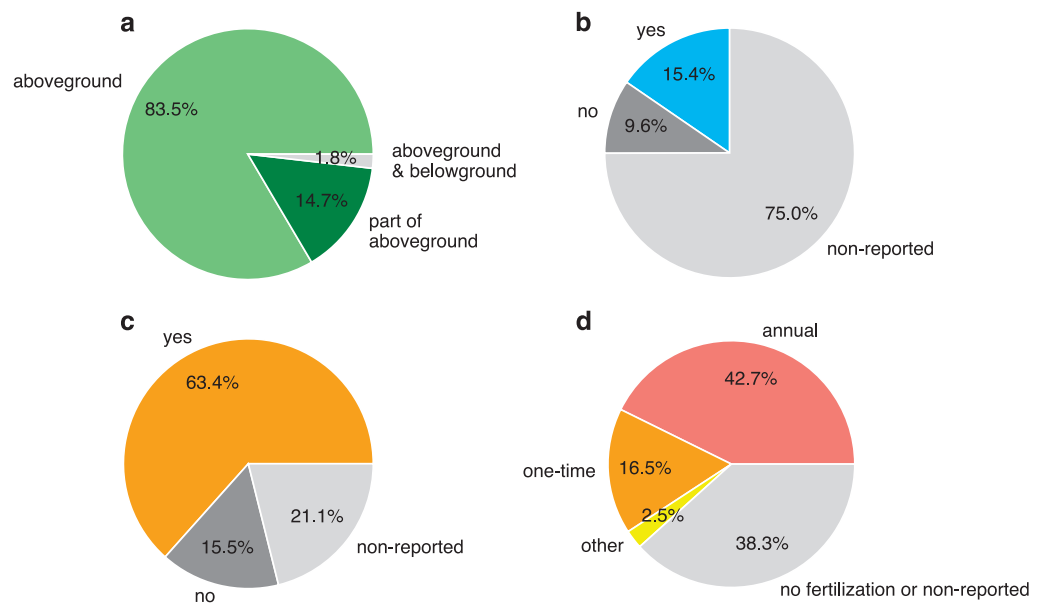 a
aboveground
83.5%
1.8%
aboveground
& belowground
14.7%
part of
aboveground
b
yes
15.4%
no
9.6%
75.0%
non-reported
c
yes
63.4%
21.1%
non-reported
15.5%
no
d
annual
42.7%
one-time
16.5%
2.5%
other
38.3%
no fertilization or non-reported